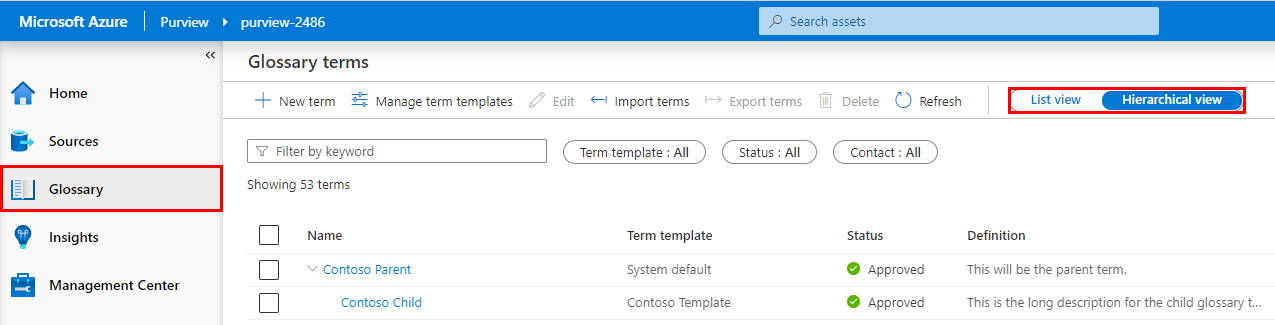 Microsoft Azure Purview purview-2486 Search assets
«
Glossary terms
Home
Sources
Glossary
Insights
Management Center
New term Manage term templates Edit Import terms Export terms Delete Refresh List view Hierarchical view
Filter by keyword Term template : All Status : All Contact : All
Showing 53 terms
Name Term template Status Definition
Contoso Parent System default Approved This will be the parent term.
Contoso Child Contoso Template Approved This is the long description for the child glossary t...